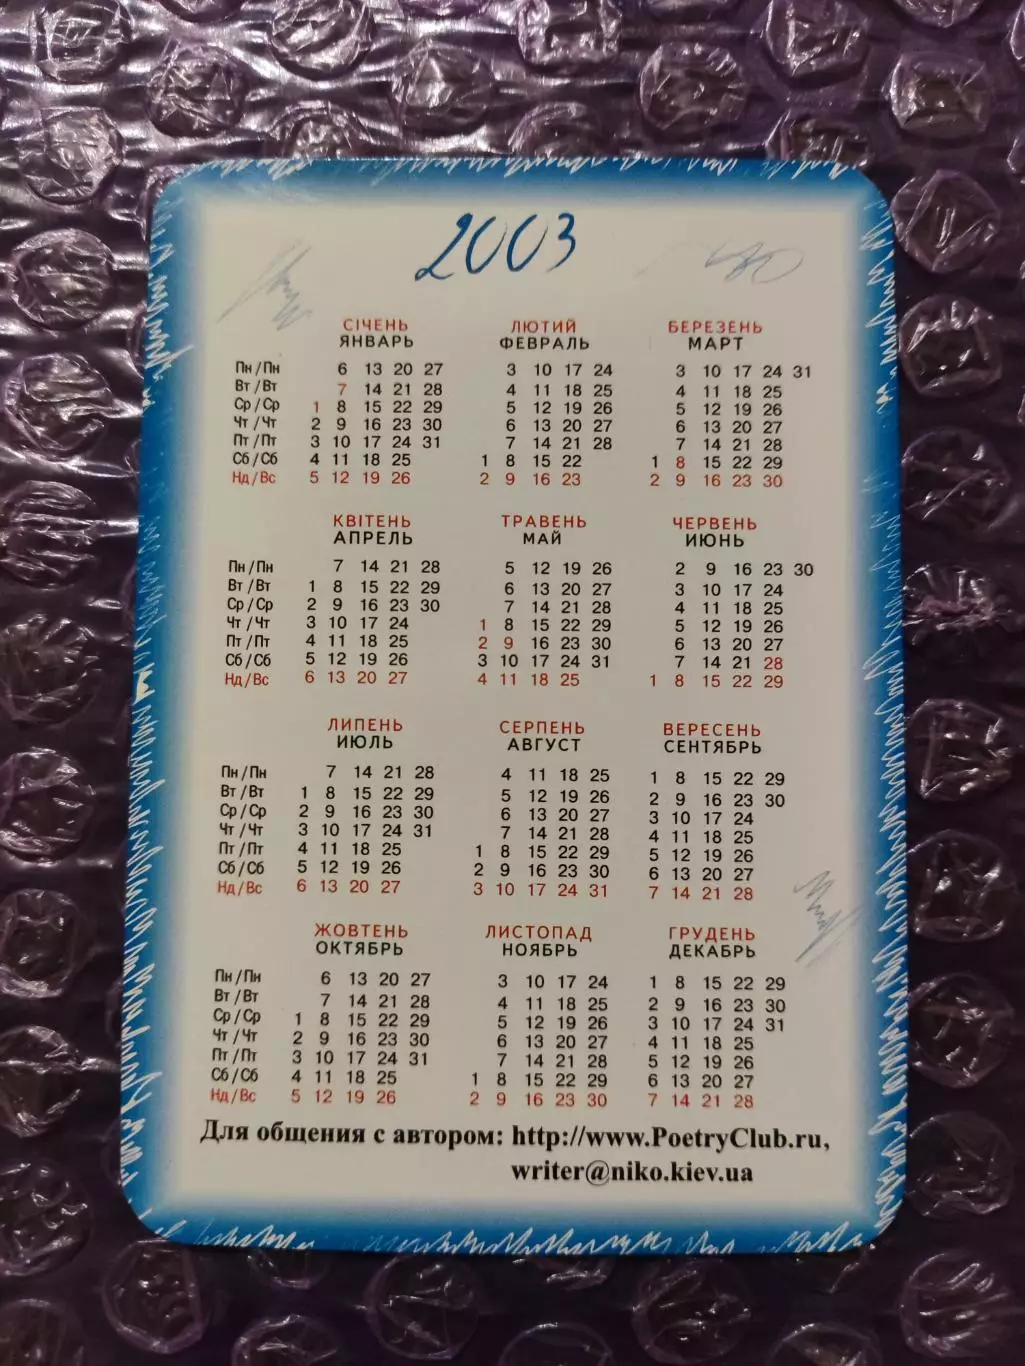 2003
СІЧЕНЬ ЛЮТИЙ БЕРЕЗЕНЬ
ЯНВАРЬ ФЕВРАЛЬ МАРТ
Пн/Пн 6 13 20 27 3 10 17 24 3 10 17 24 31
Вт/Вт 7 14 21 28 4 11 18 25 4 11 18 25
Ср/Ср 1 8 15 22 29 5 12 19 26 5 12 19 26
Чт/Чт 2 9 16 23 30 6 13 20 27 6 13 20 27
Пт/Пт 3 10 17 24 31 7 14 21 28 7 14 21 28
Сб/Сб 4 11 18 25 1 8 15 22 1 8 15 22 29
Нд/Вс 5 12 19 26 2 9 16 23 2 9 16 23 30
КВІТЕНЬ ТРАВЕНЬ ЧЕРВЕНЬ
АПРЕЛЬ МАЙ ИЮНЬ
Пн/Пн 7 14 21 28 5 12 19 26 2 9 16 23 30
Вт/Вт 1 8 15 22 29 6 13 20 27 3 10 17 24
Ср/Ср 2 9 16 23 30 7 14 21 28 4 11 18 25
Чт/Чт 3 10 17 24 1 8 15 22 29 5 12 19 26
Пт/Пт 4 11 18 25 2 9 16 23 30 6 13 20 27
Сб/Сб 5 12 19 26 3 10 17 24 31 7 14 21 28
Нд/Вс 6 13 20 27 4 11 18 25 1 8 15 22 29
ЛИПЕНЬ СЕРПЕНЬ ВЕРЕСЕНЬ
ИЮЛЬ АВГУСТ СЕНТЯБРЬ
Пн/Пн 7 14 21 28 4 11 18 25 1 8 15 22 29
Вт/Вт 1 8 15 22 29 5 12 19 26 2 9 16 23 30
Ср/Ср 2 9 16 23 30 6 13 20 27 3 10 17 24
Чт/Чт 3 10 17 24 31 7 14 21 28 4 11 18 25
Пт/Пт 4 11 18 25 1 8 15 22 29 5 12 19 26
Сб/Сб 5 12 19 26 2 9 16 23 30 6 13 20 27
Нд/Вс 6 13 20 27 3 10 17 24 31 7 14 21 28
ЖОВТЕНЬ ЛИСТОПАД ГРУДЕНЬ
ОКТЯБРЬ НОЯБРЬ ДЕКАБРЬ
Пн/Пн 6 13 20 27 3 10 17 24 1 8 15 22 29
Вт/Вт 7 14 21 28 4 11 18 25 2 9 16 23 30
Ср/Ср 1 8 15 22 29 5 12 19 26 3 10 17 24 31
Чт/Чт 2 9 16 23 30 6 13 20 27 4 11 18 25
Пт/Пт 3 10 17 24 31 7 14 21 28 5 12 19 26
Сб/Сб 4 11 18 25 1 8 15 22 29 6 13 20 27
Нд/Вс 5 12 19 26 2 9 16 23 30 7 14 21 28
Для общения с автором: http://www.PoetryClub.ru,
writer@niko.kiev.ua